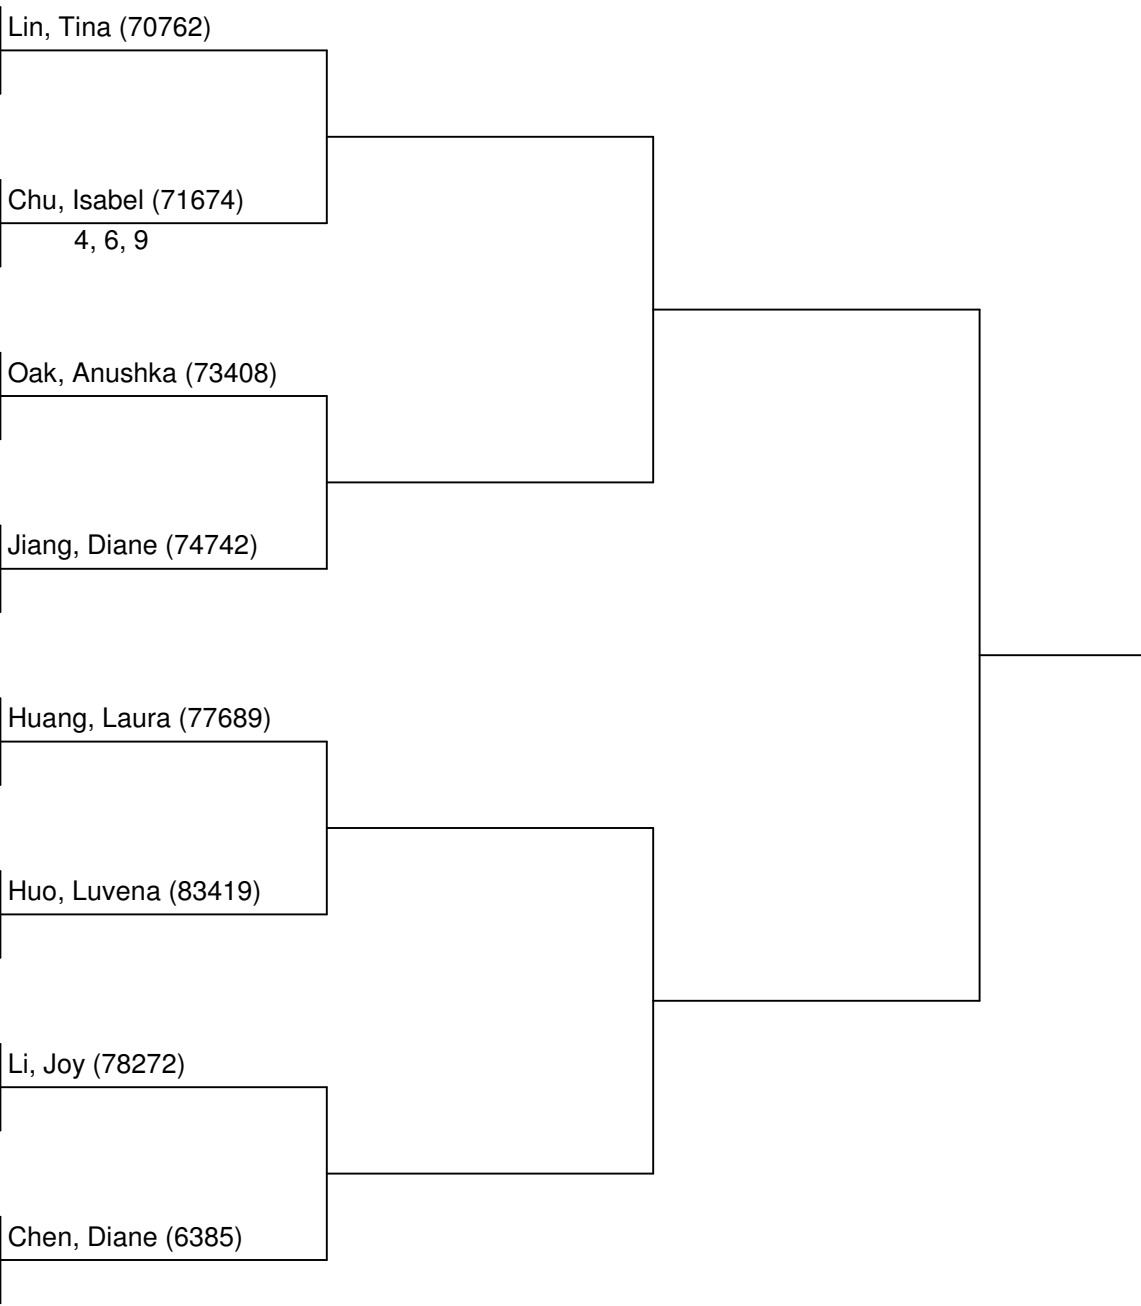 Lin, Tina (70762)
Chu, Isabel (71674)
4, 6, 9
Oak, Anushka (73408)
Jiang, Diane (74742)
Huang, Laura (77689)
Huo, Luvena (83419)
Li, Joy (78272)
Chen, Diane (6385)